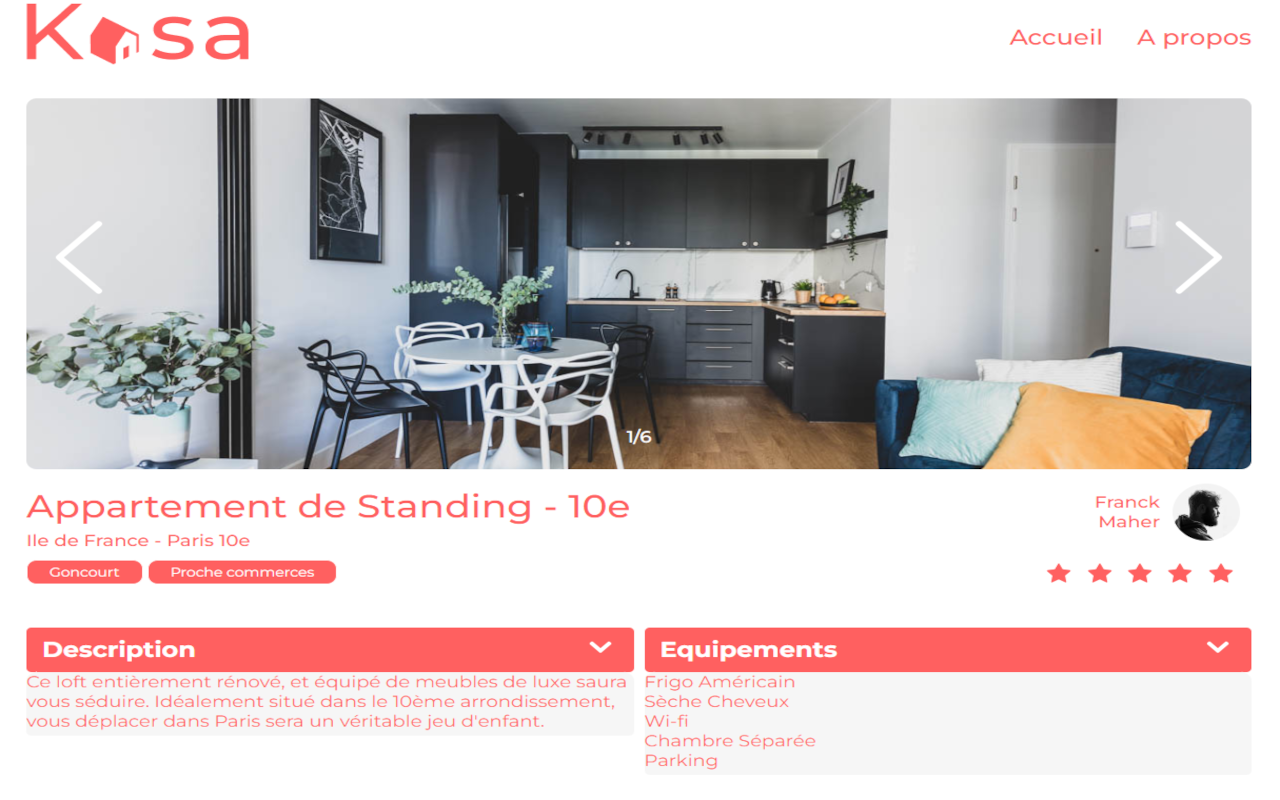 Kasa
Accueil
A propos
1/6
Appartement de Standing - 10e
Ile de France - Paris 10e
Goncourt
Proche commerces
Franck
Maher
Description
Ce loft entièrement rénové, et équipé de meubles de luxe saura
vous séduire. Idéalement situé dans le 10ème arrondissement,
vous déplacer dans Paris sera un véritable jeu d'enfant.
Equipements
Frigo Américain
Sèche Cheveux
Wi-fi
Chambre Séparée
Parking